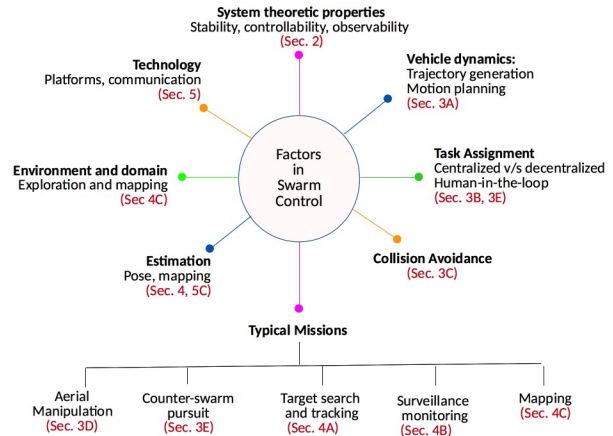 System theoretic properties
Stability, controllability, observability
(Sec. 2)
Technology
Platforms, communication
(Sec. 5)
Vehicle dynamics:
Trajectory generation
Motion planning
(Sec. 3A)
Environment and domain
Exploration and mapping
(Sec 4C)
Factors
in
Swarm
Control
Task Assignment
Centralized v/s decentralized
Human-in-the-loop
(Sec. 3B, 3E)
Estimation
Pose, mapping
(Sec. 4, 5C)
Collision Avoidance
(Sec. 3C)
Typical Missions
Aerial
Manipulation
(Sec. 3D)
Counter-swarm
pursuit
(Sec. 3E)
Target search
and tracking
(Sec. 4A)
Surveillance
monitoring
(Sec. 4B)
Mapping
(Sec. 4C)